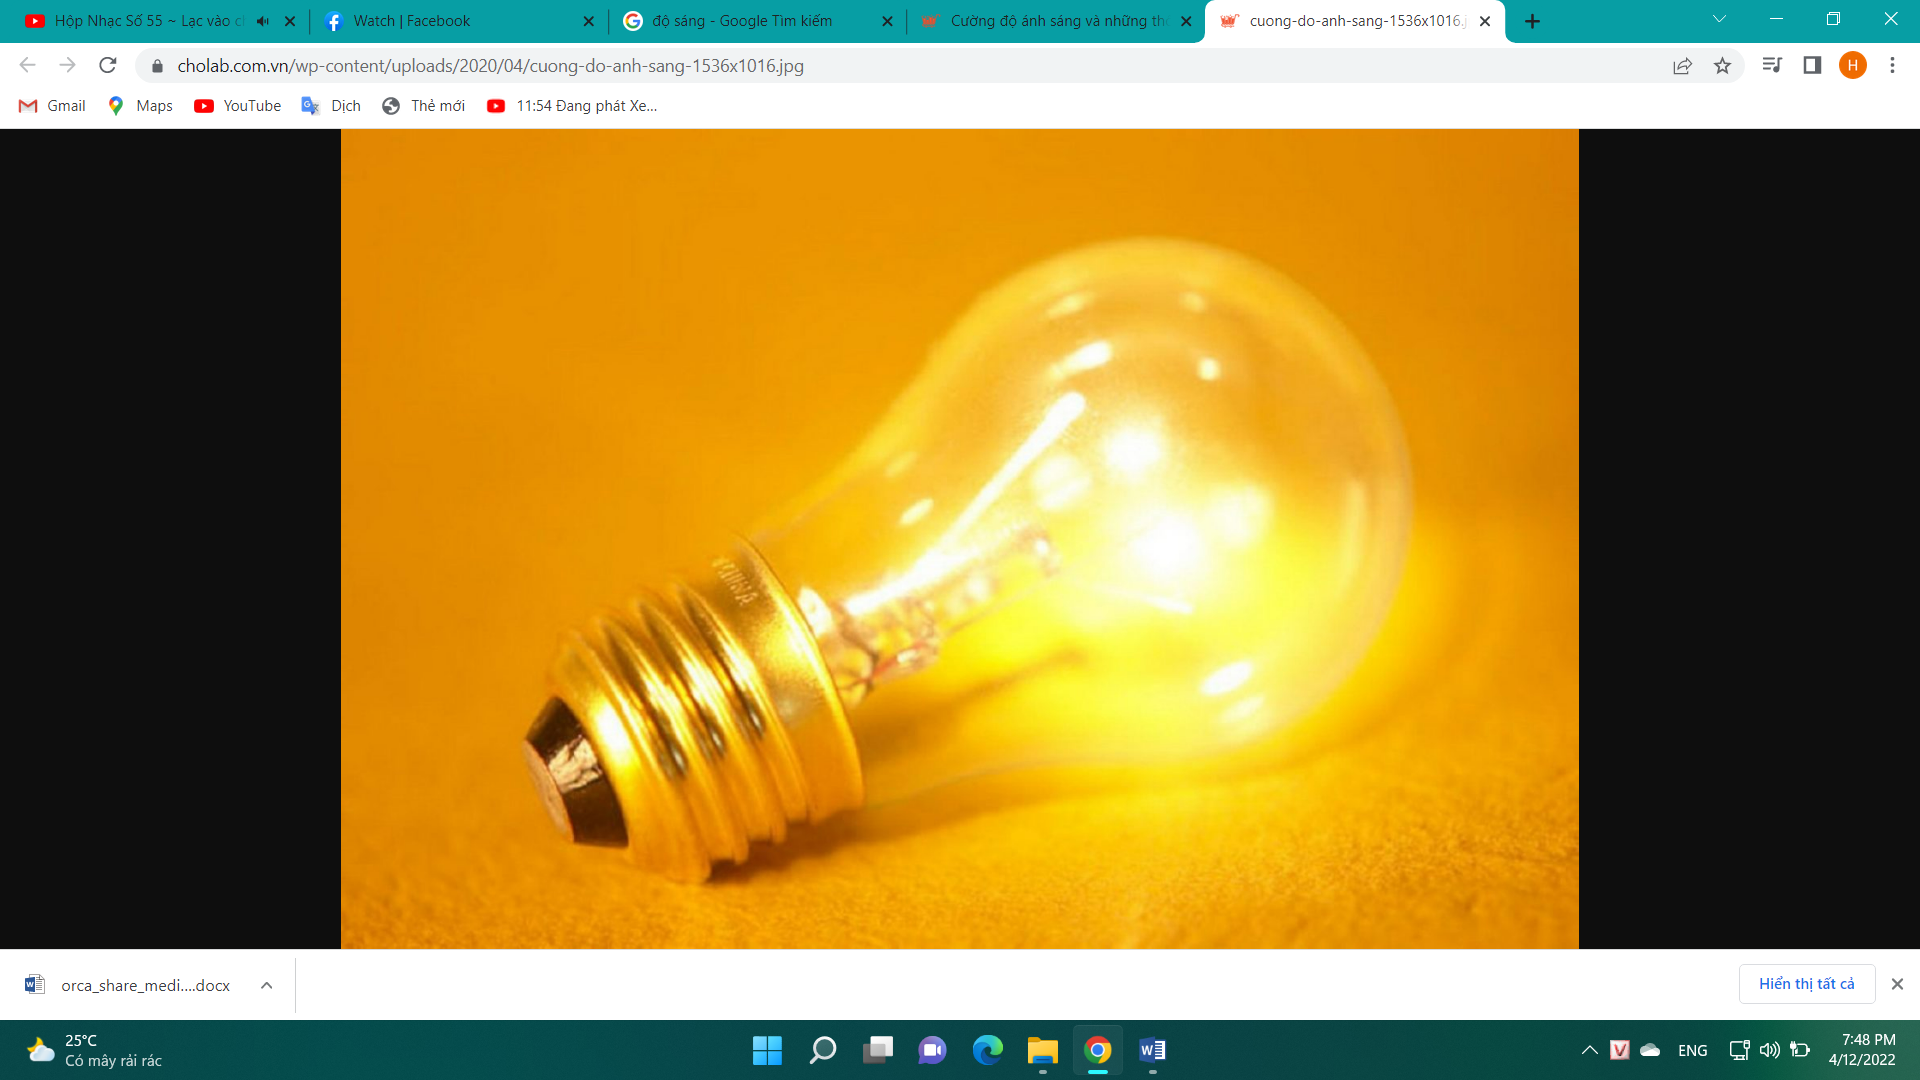 Hôp Nhạc Số 55 ~ Lạc vào c
Watch | Facebook
độ sáng - Google Tìm kiếm
Cường độ ánh sáng và những th
cuong-do-anh-sang-1536x1016.j
cholab.com.vn/wp-content/uploads/2020/04/cuong-do-anh-sang-1536x1016.jpg
H
Gmail
Maps
YouTube
Dịch
Thẻ mới
11:54 Đang phát Xe...
orca_share_medi....docx
Hiển thị tất cả
25°C
Có mây rải rác
ENG
7:48 PM
4/12/2022